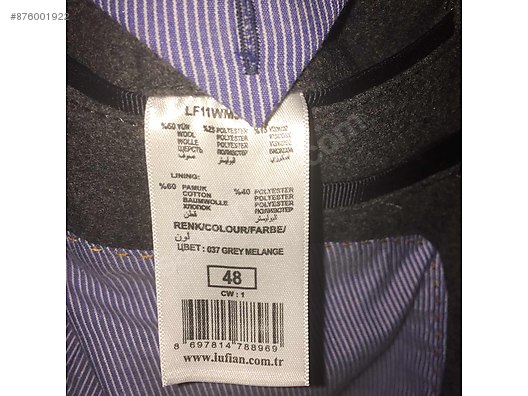 #876001922
LF11WM
%60 YÜN %25 POLYESTER
WOOL POLYESTER
WOLLE POLYESTER
ШЕРСТЬ ПОЛИЭСТЕР
صوف البوليستر
LINING:
%60 PAMUK %40 POLYESTER
COTTON POLYESTER
BAUMWOLLE POLYESTER
ХЛОПОК ПОЛИЭСТЕР
قطن البوليستر
RENK/COLOUR/FARBE/
لون
ЦВЕТ : 037 GREY MELANGE
48
CW : 1
8 697814 788969
www.lufian.com.tr